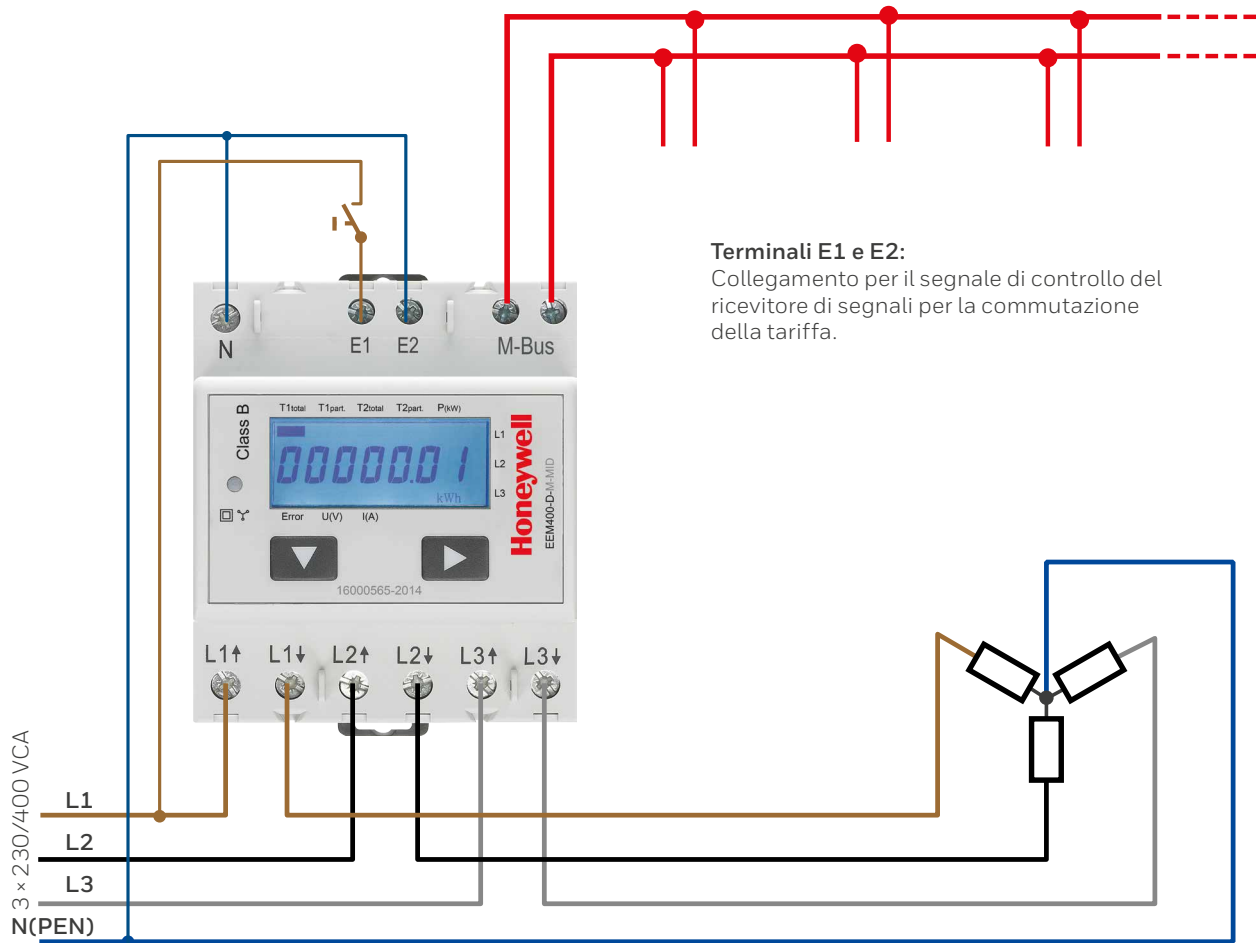 Terminali E1 e E2:
Collegamento per il segnale di controllo del
ricevitore di segnali per la commutazione
della tariffa.
N
E1
E2
M-Bus
Class B
T1total T1part. T2total T2part. P(kW)
L1
L2
L3
0000000.01
kWh
Error U(V) I(A)
Honeywell
EEM400-D-M-MID
16000565-2014
L1↑ L1↓ L2↑ L2↓ L3↑ L3↓
3 × 230/400 VCA
L1
L2
L3
N(PEN)